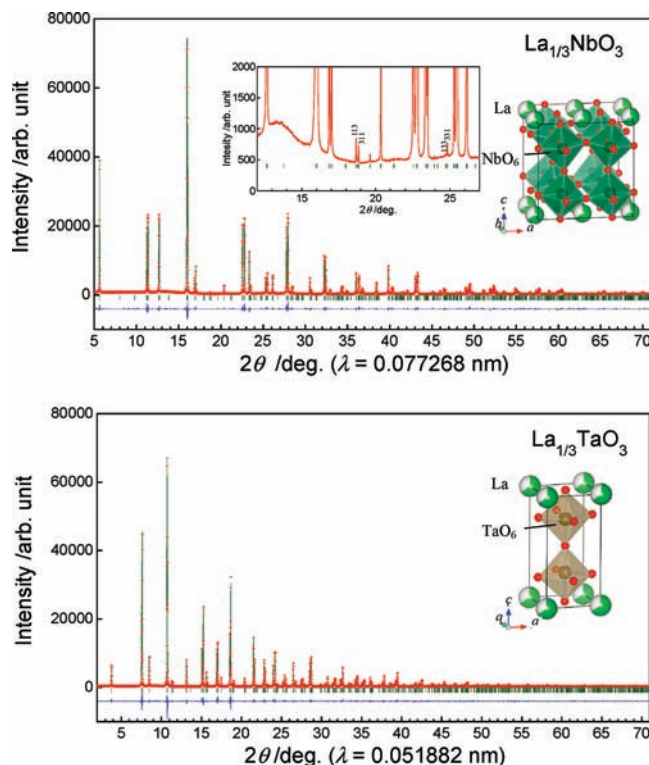 80000
La1/3NbO3
60000
40000
20000
0
Intensity /arb. unit
2000
1500
1000
500
Intesity /arb. unit
113
311
133
331
15
20
25
2θ/deg.
La
NbO6
c
b
a
5 10 15 20 25 30 35 40 45 50 55 60 65 70
2θ /deg. (λ = 0.077268 nm)
80000
La1/3TaO3
60000
40000
20000
0
Intensity /arb. unit
La
TaO6
c
a
a
5 10 15 20 25 30 35 40 45 50 55 60 65 70
2θ /deg. (λ = 0.051882 nm)